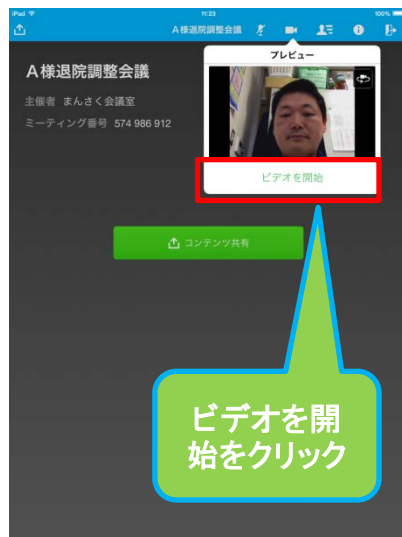 iPad 11:23 100%
A様退院調整会議
プレビュー
A様退院調整会議
主催者 まんさく会議室
ミーティング番号 574 986 912
ビデオを開始
コンテンツ共有
ビデオを開
始をクリック